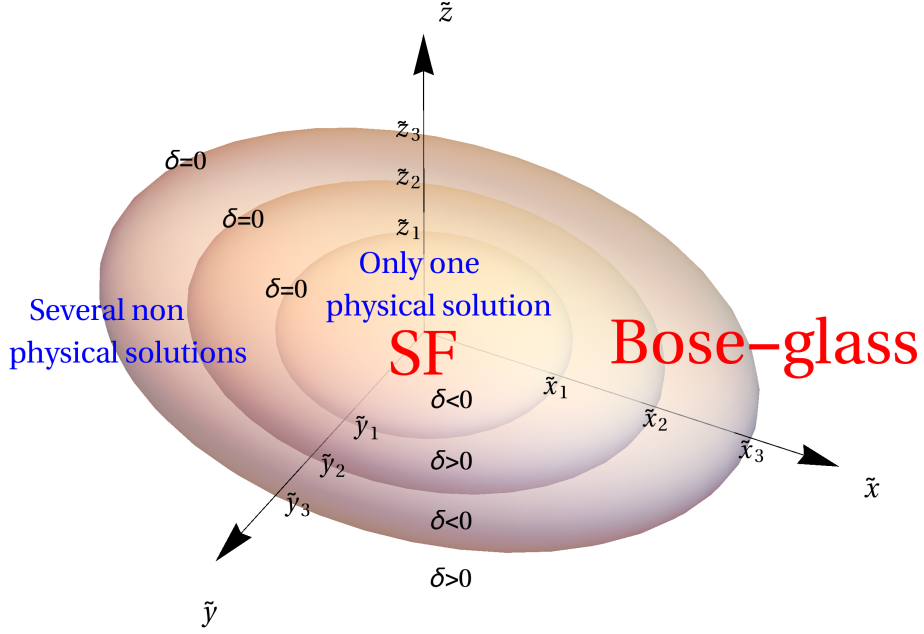 z̃
z̃₃
δ=0
z̃₂
δ=0
z̃₁
Only one
physical solution
δ=0
Several non
physical solutions
SF
Bose–glass
x̃₁
δ<0
x̃₂
ỹ₁
x̃₃
δ>0
ỹ₂
x̃
ỹ₃
δ<0
δ>0
ỹ